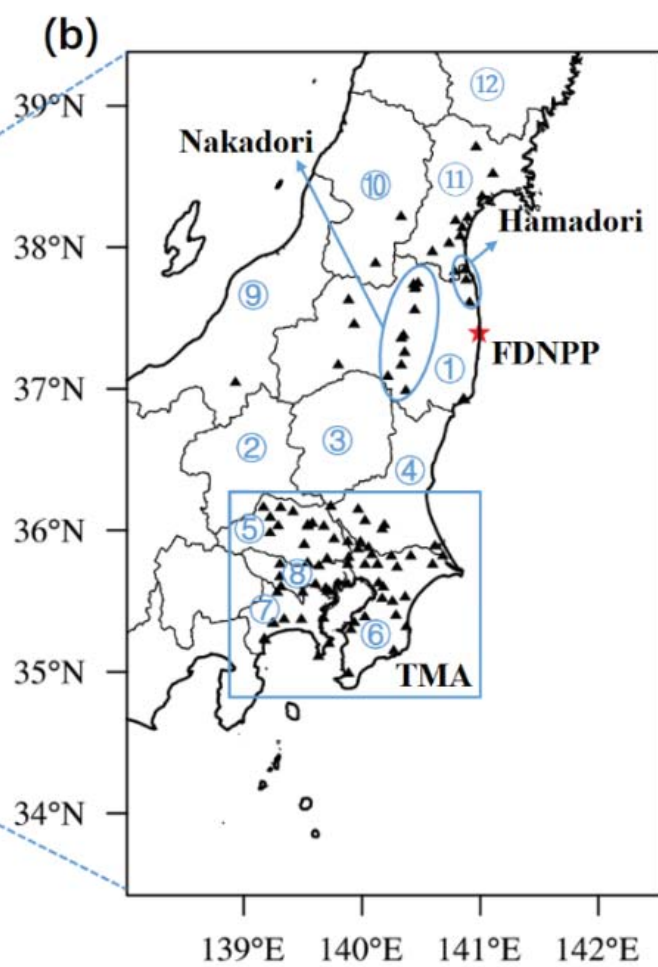 (b)
39°N
⑫
Nakadori
⑩
⑪
Hamadori
38°N
⑨
FDNPP
①
37°N
②
③
④
36°N
⑤
⑧
⑦
⑥
TMA
35°N
34°N
139°E 140°E 141°E 142°E